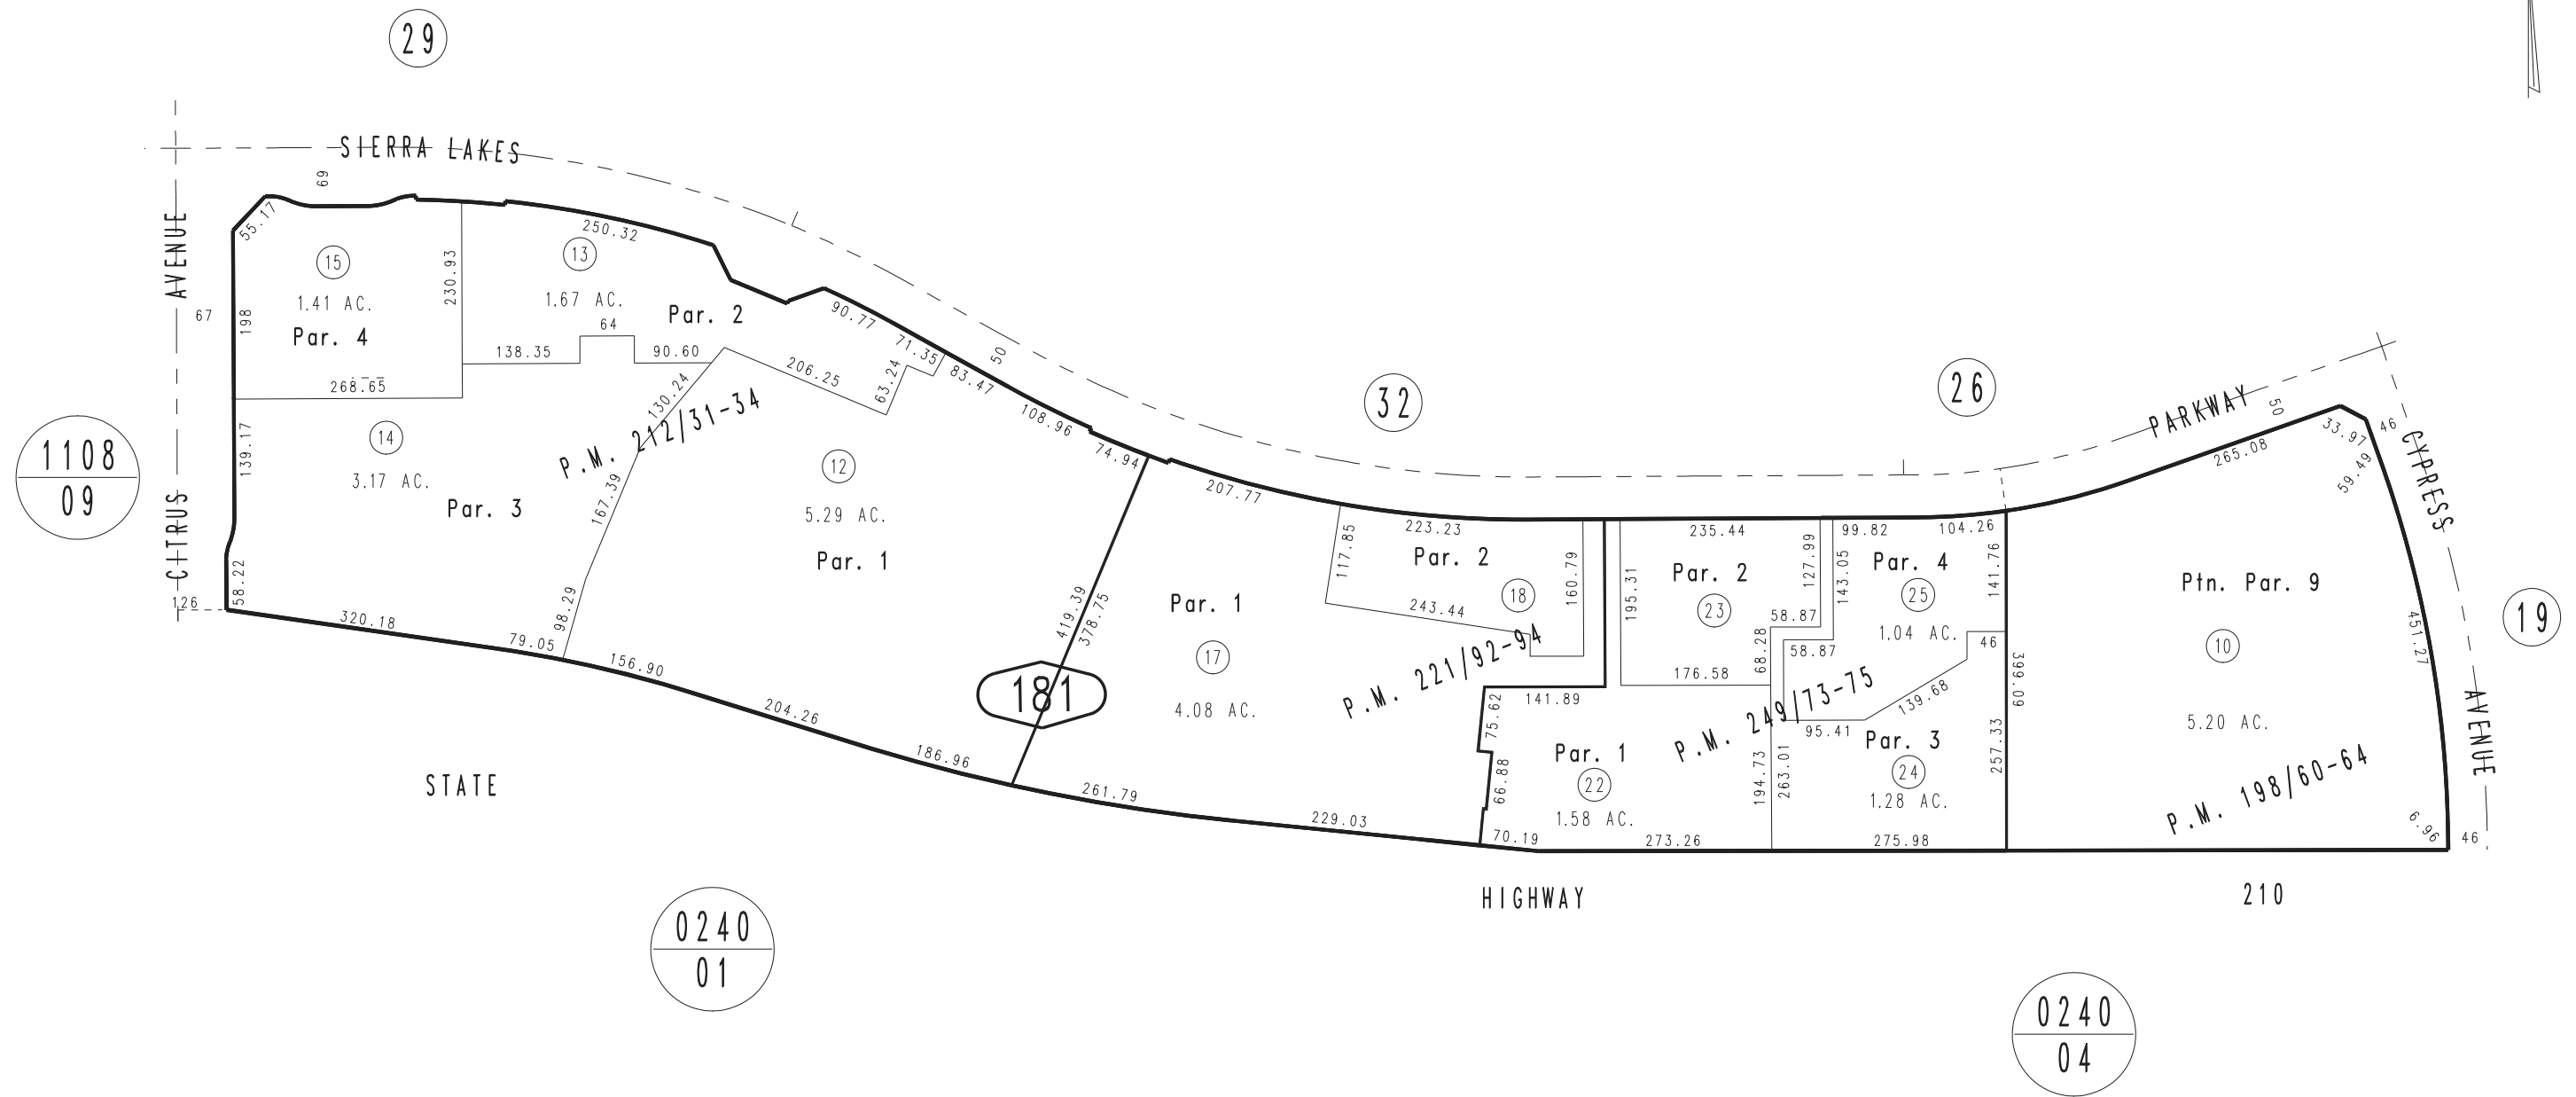 29
SIERRA LAKES
69
AVENUE
55.17
250.32
15
1.41 AC.
Par. 4
13
1.67 AC.
Par. 2
230.93
67
198
64
138.35
90.60
268.65
90.77
71.35
50
83.47
206.25
63.24
130.24
P.M. 212/31-34
108.96
74.94
32
26
PARKWAY
50
265.08
33.97
46
59.49
CYPRESS
1108
09
139.17
14
3.17 AC.
Par. 3
167.39
12
5.29 AC.
Par. 1
CITRUS
126
58.22
320.18
79.05
98.29
156.90
204.26
186.96
419.39
378.75
181
207.77
223.23
117.85
Par. 2
18
160.79
243.44
Par. 1
17
4.08 AC.
P.M. 221/92-94
235.44
195.31
Par. 2
23
127.99
58.87
68.28
176.58
99.82
104.26
143.05
Par. 4
25
1.04 AC.
141.76
46
58.87
139.68
95.41
P.M. 249/73-75
141.89
75.62
66.88
Par. 1
22
1.58 AC.
194.73
263.01
Par. 3
24
1.28 AC.
257.33
399.09
Ptn. Par. 9
10
5.20 AC.
P.M. 198/60-64
451.27
19
AVENUE
6.96
46
261.79
229.03
70.19
273.26
275.98
STATE
HIGHWAY
210
0240
01
0240
04